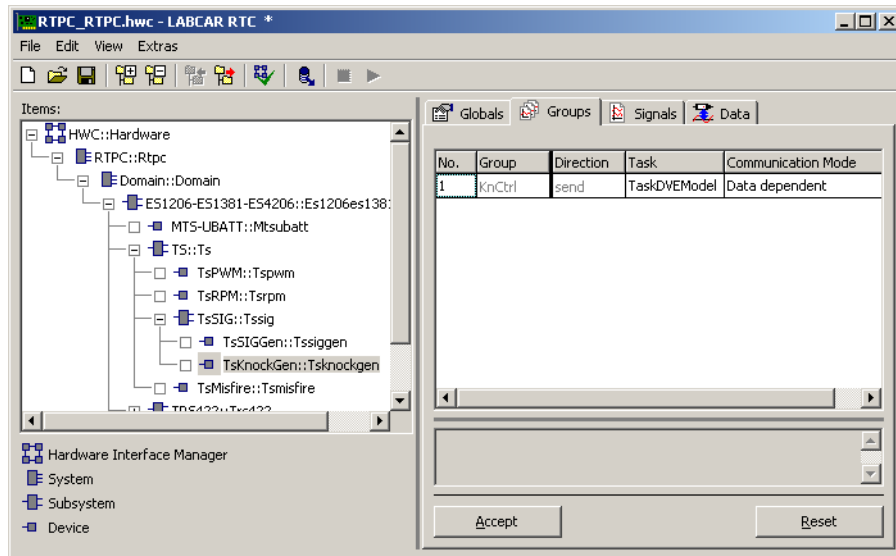 RTPC_RTPC.hwc - LABCAR RTC *
File Edit View Extras
Items:
HWC::Hardware
RTPC::Rtpc
Domain::Domain
ES1206-ES1381-ES4206::Es1206es1381
MTS-UBATT::Mtsubatt
TS::Ts
TsPWM::Tspwm
TsRPM::Tsrpm
TsSIG::Tssig
TsSIGGen::Tssiggen
TsKnockGen::Tsknockgen
TsMisfire::Tsmisfire
Hardware Interface Manager
System
Subsystem
Device
Globals Groups Signals Data
No. Group Direction Task Communication Mode
1 KnCtrl send TaskDVEModel Data dependent
Accept Reset